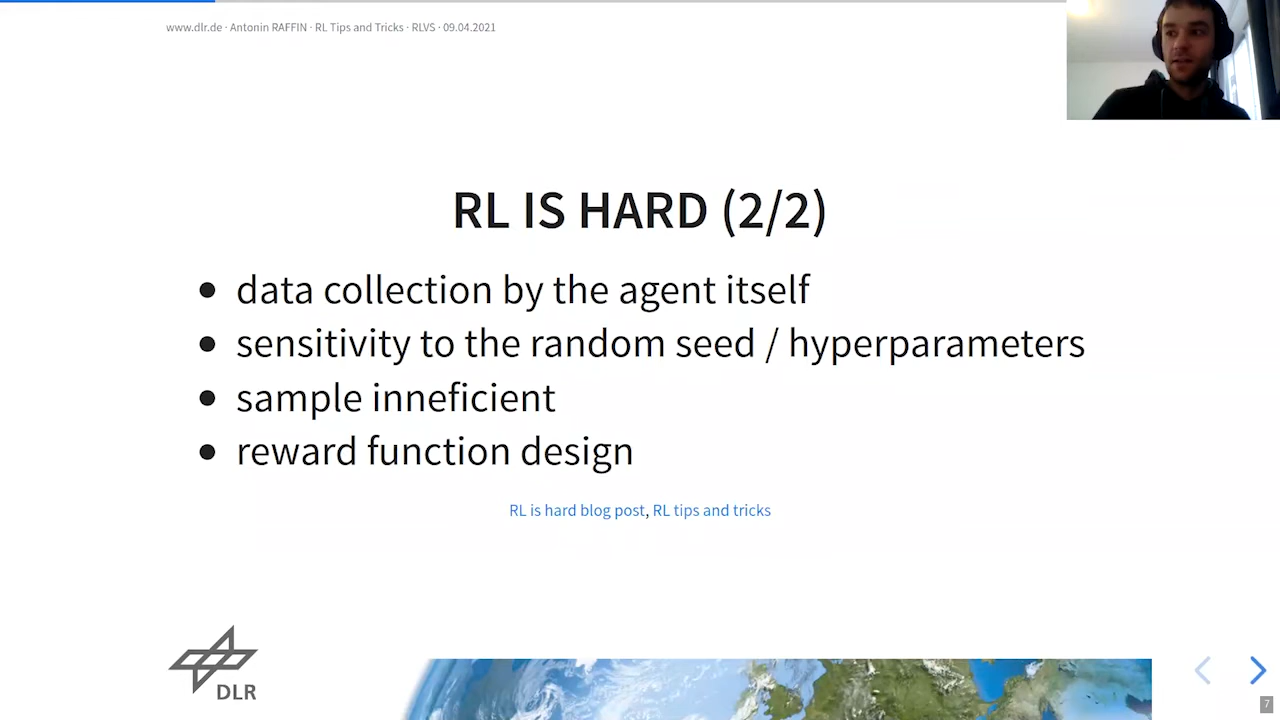 www.dlr.de · Antonin RAFFIN · RL Tips and Tricks · RLVS · 09.04.2021
RL IS HARD (2/2)
data collection by the agent itself
sensitivity to the random seed / hyperparameters
sample inneficient
reward function design
RL is hard blog post, RL tips and tricks
DLR
7